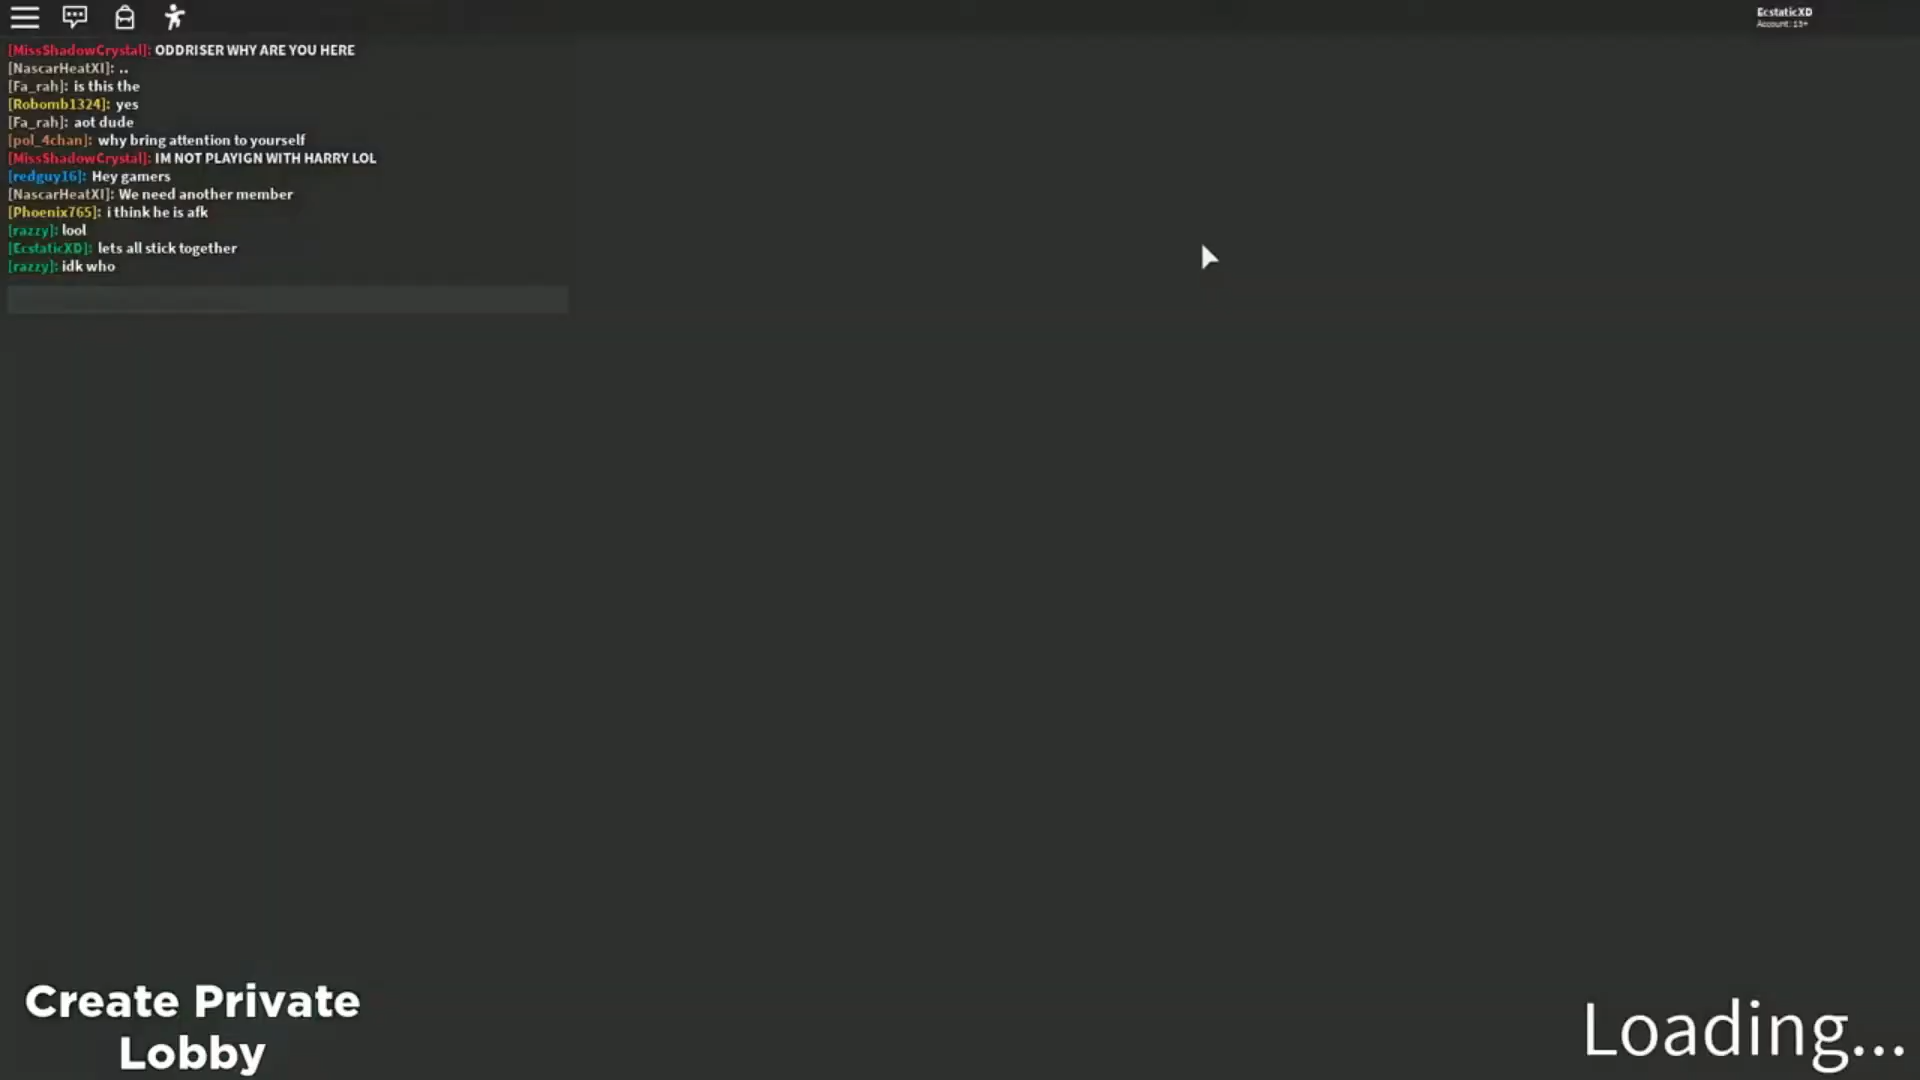 EcstaticXD
Account: 13+
[MissShadowCrystal]: ODDRISER WHY ARE YOU HERE
[NascarHeatXI]: ..
[Fa_rah]: is this the
[Robomb1324]: yes
[Fa_rah]: aot dude
[pol_4chan]: why bring attention to yourself
[MissShadowCrystal]: IM NOT PLAYIGN WITH HARRY LOL
[redguy16]: Hey gamers
[NascarHeatXI]: We need another member
[Phoenix765]: i think he is afk
[razzy]: lool
[EcstaticXD]: lets all stick together
[razzy]: idk who
Create Private
Lobby
Loading...